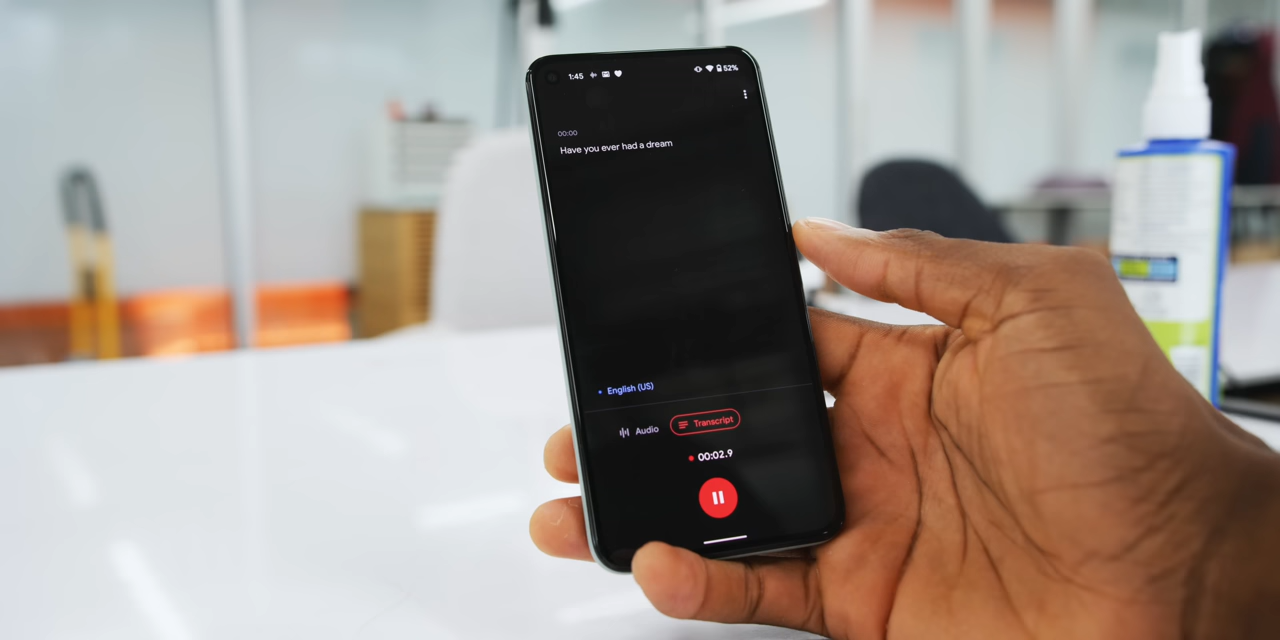 1:45
52%
00:00
Have you ever had a dream
English (US)
Audio
Transcript
00:02.9